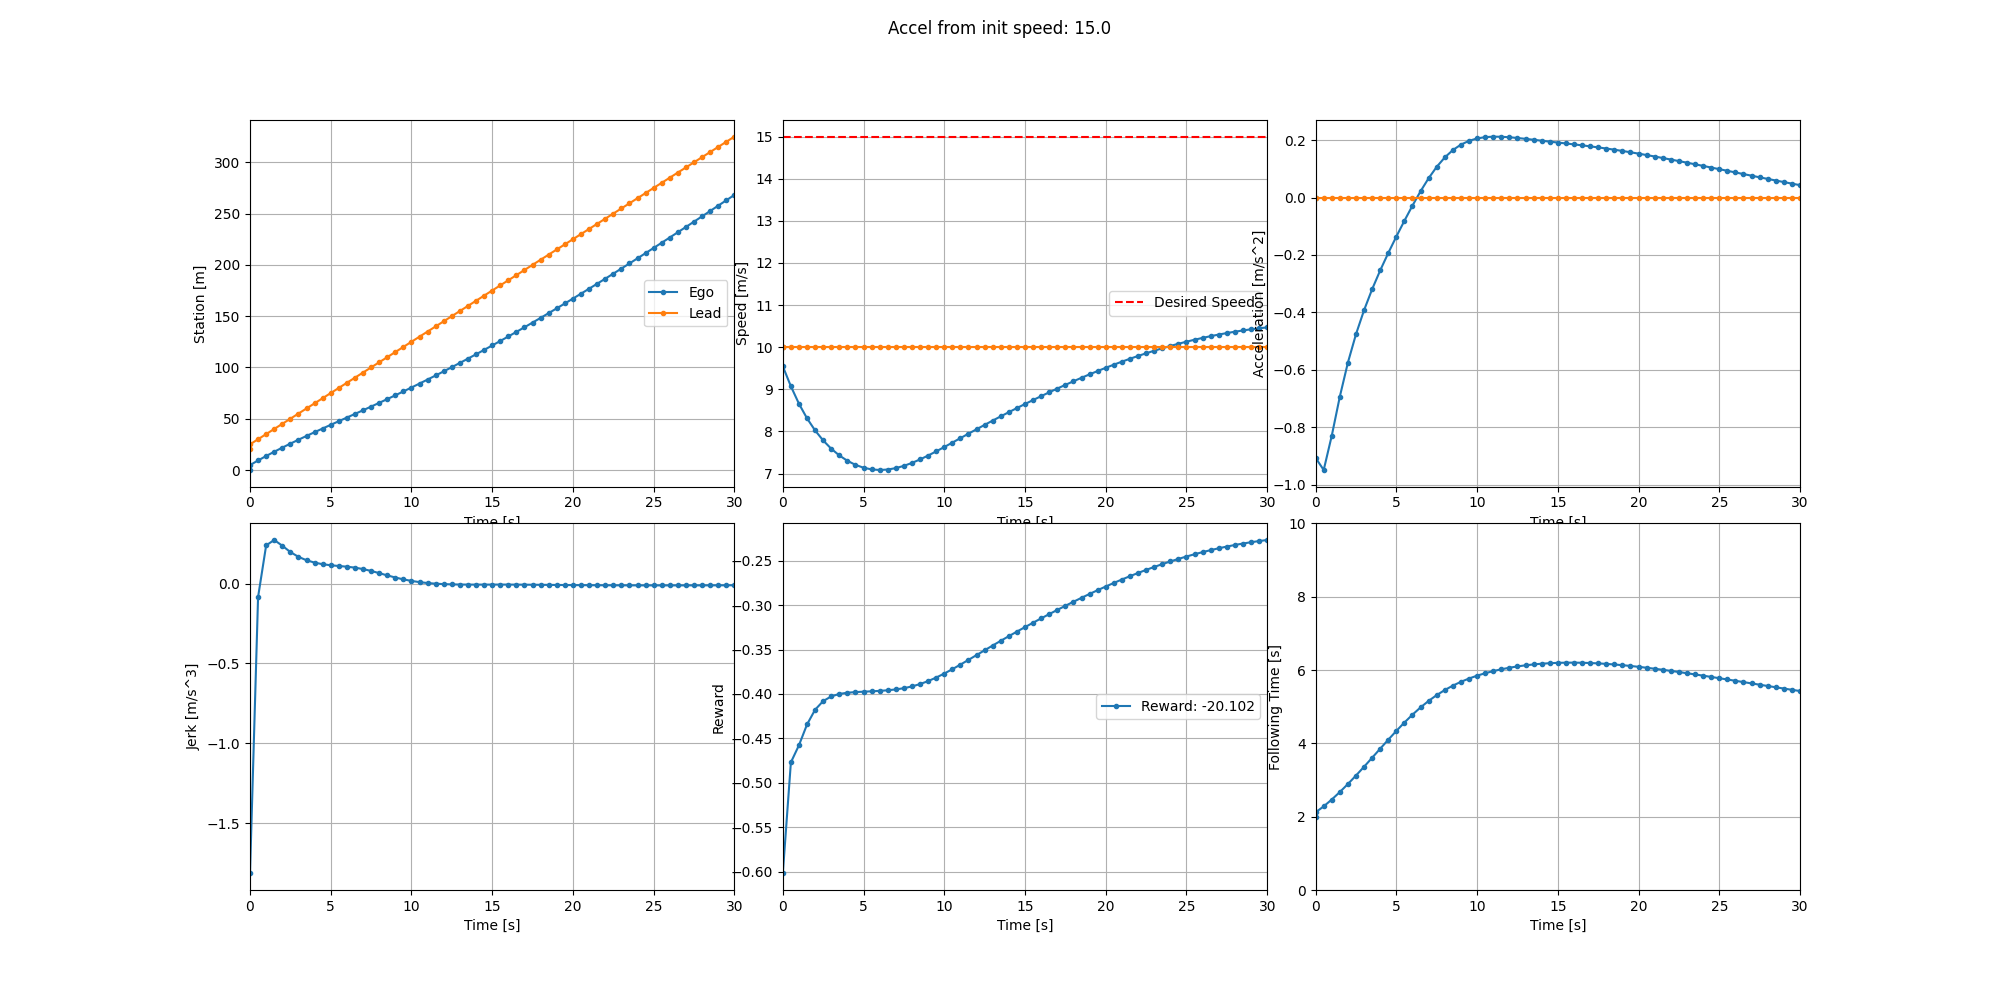 Accel from init speed: 15.0
Station [m]
300
250
200
150
100
50
0
Ego
Lead
0 5 10 15 20 25 30
Time [s]
Speed [m/s]
15
14
13
12
11
10
9
8
7
Desired Speed
0 5 10 15 20 25 30
Time [s]
Acceleration [m/s^2]
0.2
0.0
−0.2
−0.4
−0.6
−0.8
−1.0
0 5 10 15 20 25 30
Time [s]
Jerk [m/s^3]
0.0
−0.5
−1.0
−1.5
0 5 10 15 20 25 30
Time [s]
Reward
−0.25
−0.30
−0.35
−0.40
−0.45
−0.50
−0.55
−0.60
Reward: -20.102
0 5 10 15 20 25 30
Time [s]
Following Time [s]
10
8
6
4
2
0
0 5 10 15 20 25 30
Time [s]